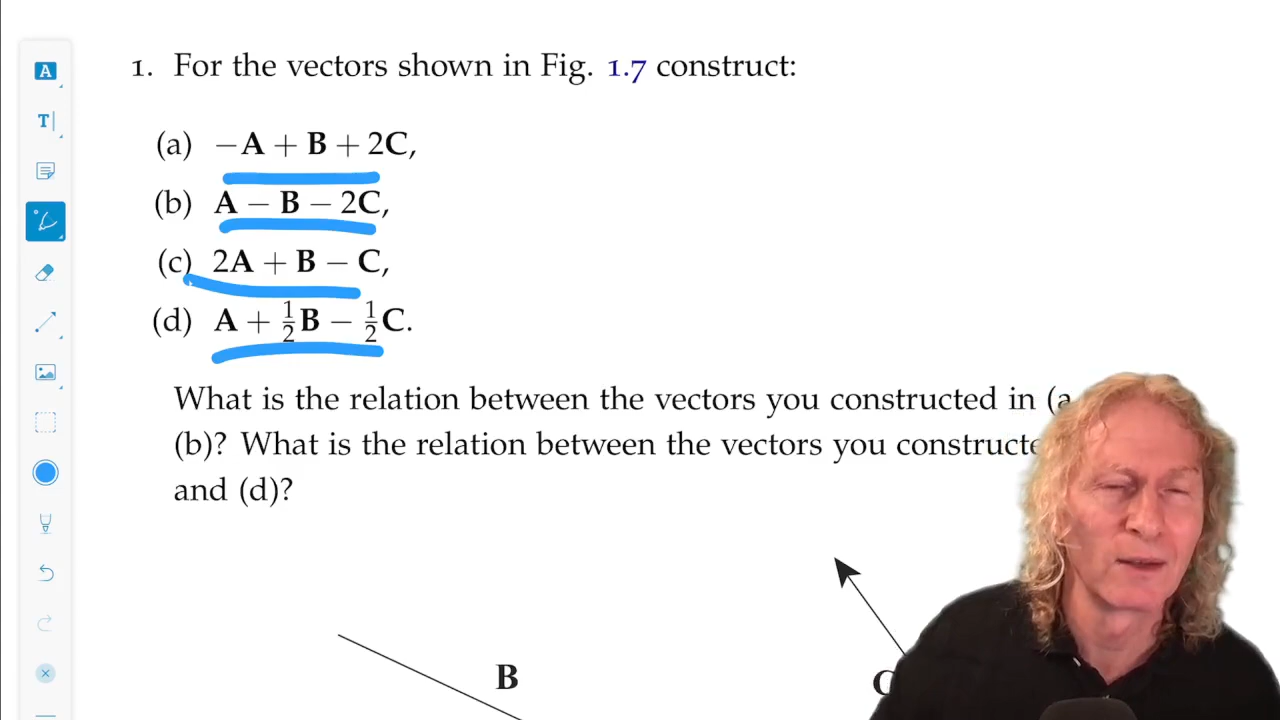 1. For the vectors shown in Fig. 1.7 construct:
(a) −A + B + 2C,
(b) A − B − 2C,
(c) 2A + B − C,
(d) A + ½B − ½C.
What is the relation between the vectors you constructed in (a
(b)? What is the relation between the vectors you constructe
and (d)?
B
C
A
T